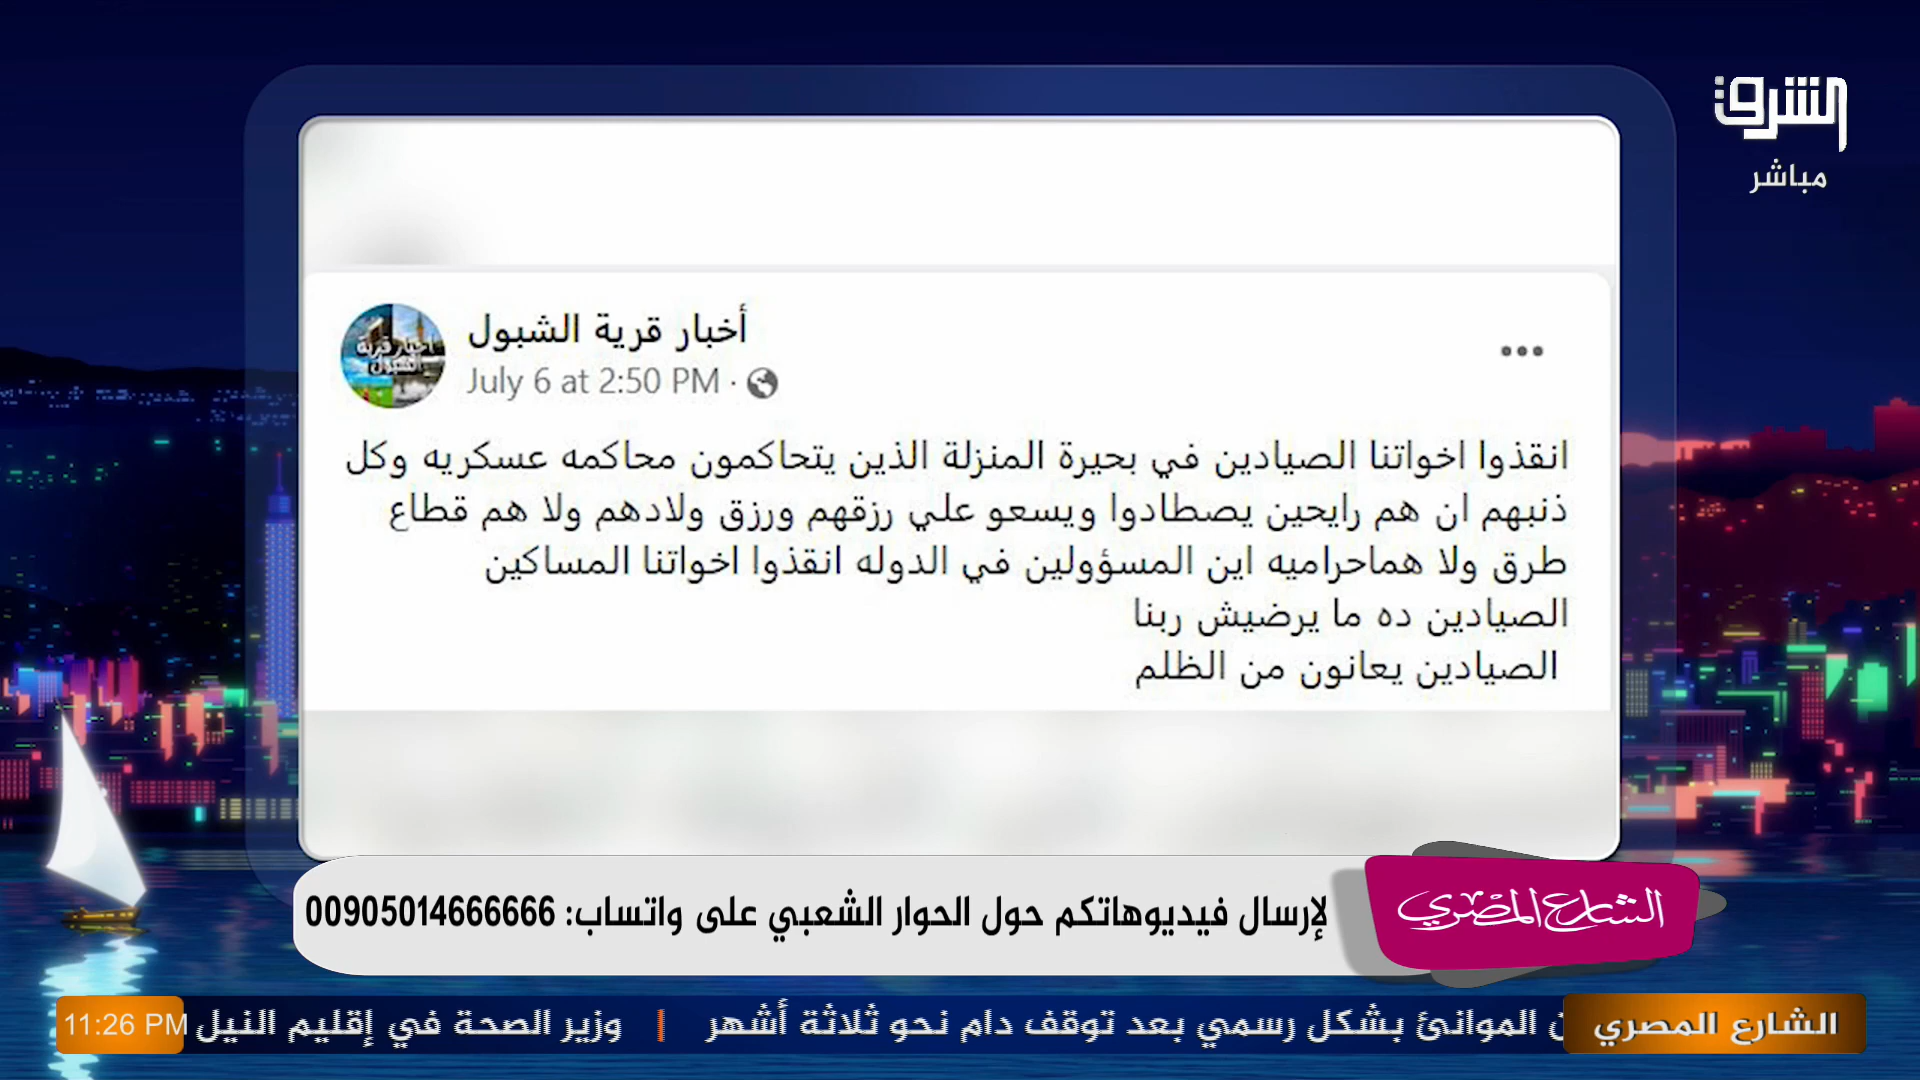 الشرق
مباشر
أخبار قرية الشبول
July 6 at 2:50 PM ·
اخبار قرية
الشبول
انقذوا اخواتنا الصيادين في بحيرة المنزلة الذين يتحاكمون محاكمه عسكريه وكل
ذنبهم ان هم رايحين يصطادوا ويسعو علي رزقهم ورزق ولادهم ولا هم قطاع
طرق ولا هماحراميه اين المسؤولين في الدوله انقذوا اخواتنا المساكين
الصيادين ده ما يرضيش ربنا
الصيادين يعانون من الظلم
الشارع المصري
لإرسال فيديوهاتكم حول الحوار الشعبي على واتساب: 00905014666666
الشارع المصري
الموانئ بشكل رسمي بعد توقف دام نحو ثلاثة أشهر | وزير الصحة في إقليم النيل
11:26 PM